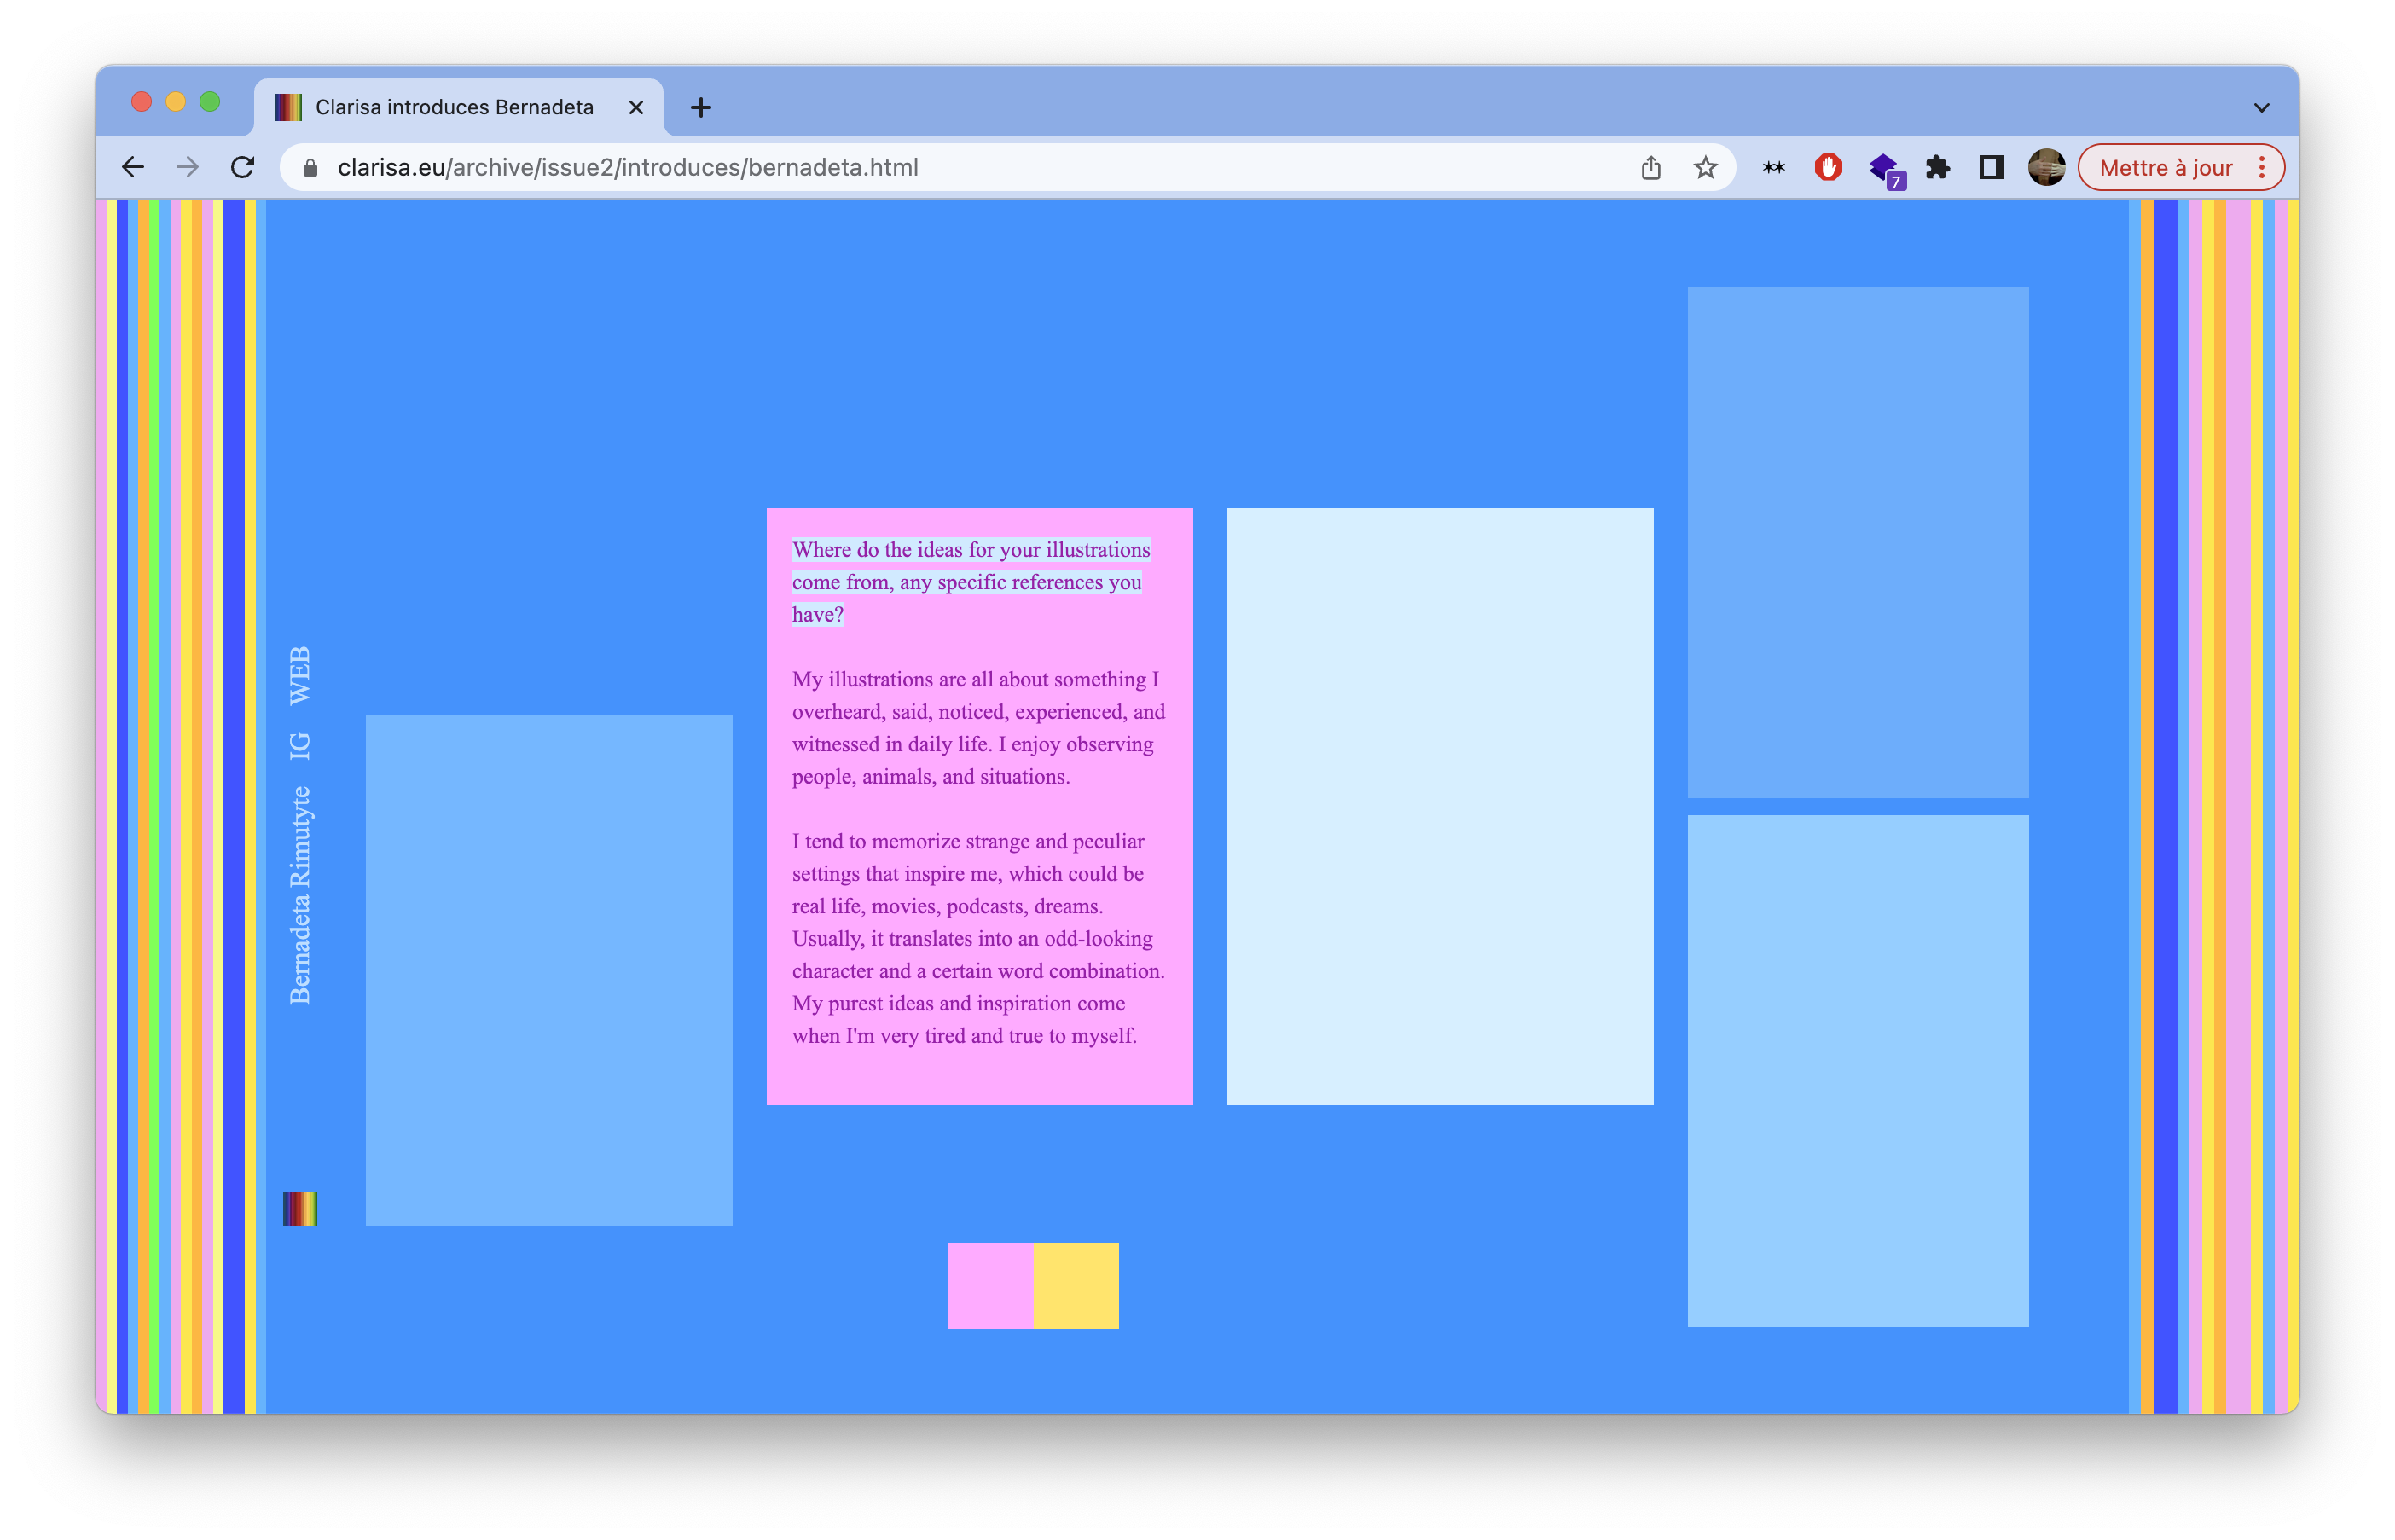 Clarisa introduces Bernadeta
clarisa.eu/archive/issue2/introduces/bernadeta.html
7
Mettre à jour
Bernadeta Rimutyte IG WEB
Where do the ideas for your illustrations
come from, any specific references you
have?
My illustrations are all about something I
overheard, said, noticed, experienced, and
witnessed in daily life. I enjoy observing
people, animals, and situations.
I tend to memorize strange and peculiar
settings that inspire me, which could be
real life, movies, podcasts, dreams.
Usually, it translates into an odd-looking
character and a certain word combination.
My purest ideas and inspiration come
when I'm very tired and true to myself.